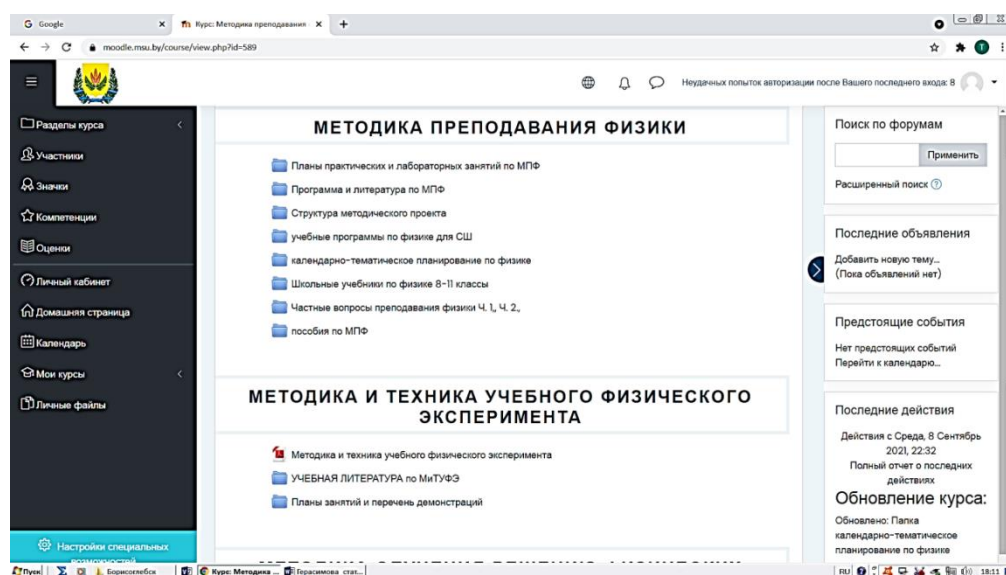 Google
Курс: Методика преподавания
moodle.msu.by/course/view.php?id=589
T
Неудачных попыток авторизации после Вашего последнего входа: 8
Разделы курса
Участники
Значки
Компетенции
Оценки
Личный кабинет
Домашняя страница
Календарь
Мои курсы
Личные файлы
Настройки специальных
возможностей
МЕТОДИКА ПРЕПОДАВАНИЯ ФИЗИКИ
Планы практических и лабораторных занятий по МПФ
Программа и литература по МПФ
Структура методического проекта
учебные программы по физике для СШ
календарно-тематическое планирование по физике
Школьные учебники по физике 8-11 классы
Частные вопросы преподавания физики Ч. 1., Ч. 2.,
пособия по МПФ
МЕТОДИКА И ТЕХНИКА УЧЕБНОГО ФИЗИЧЕСКОГО
ЭКСПЕРИМЕНТА
Методика и техника учебного физического эксперимента
УЧЕБНАЯ ЛИТЕРАТУРА по МиТУФЭ
Планы занятий и перечень демонстраций
Поиск по форумам
Применить
Расширенный поиск
Последние объявления
Добавить новую тему...
(Пока объявлений нет)
Предстоящие события
Нет предстоящих событий
Перейти к календарю...
Последние действия
Действия с Среда, 8 Сентябрь
2021, 22:32
Полный отчет о последних
действиях
Обновление курса:
Обновлено: Папка
календарно-тематическое
планирование по физике
Пуск
Борисоглебск
Курс: Методика ...
Герасимова стат...
RU
18:11